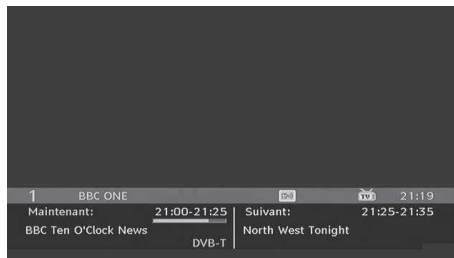 1 BBC ONE TV 21:19
Maintenant: 21:00-21:25 Suivant: 21:25-21:35
BBC Ten O'Clock News North West Tonight
DVB-T